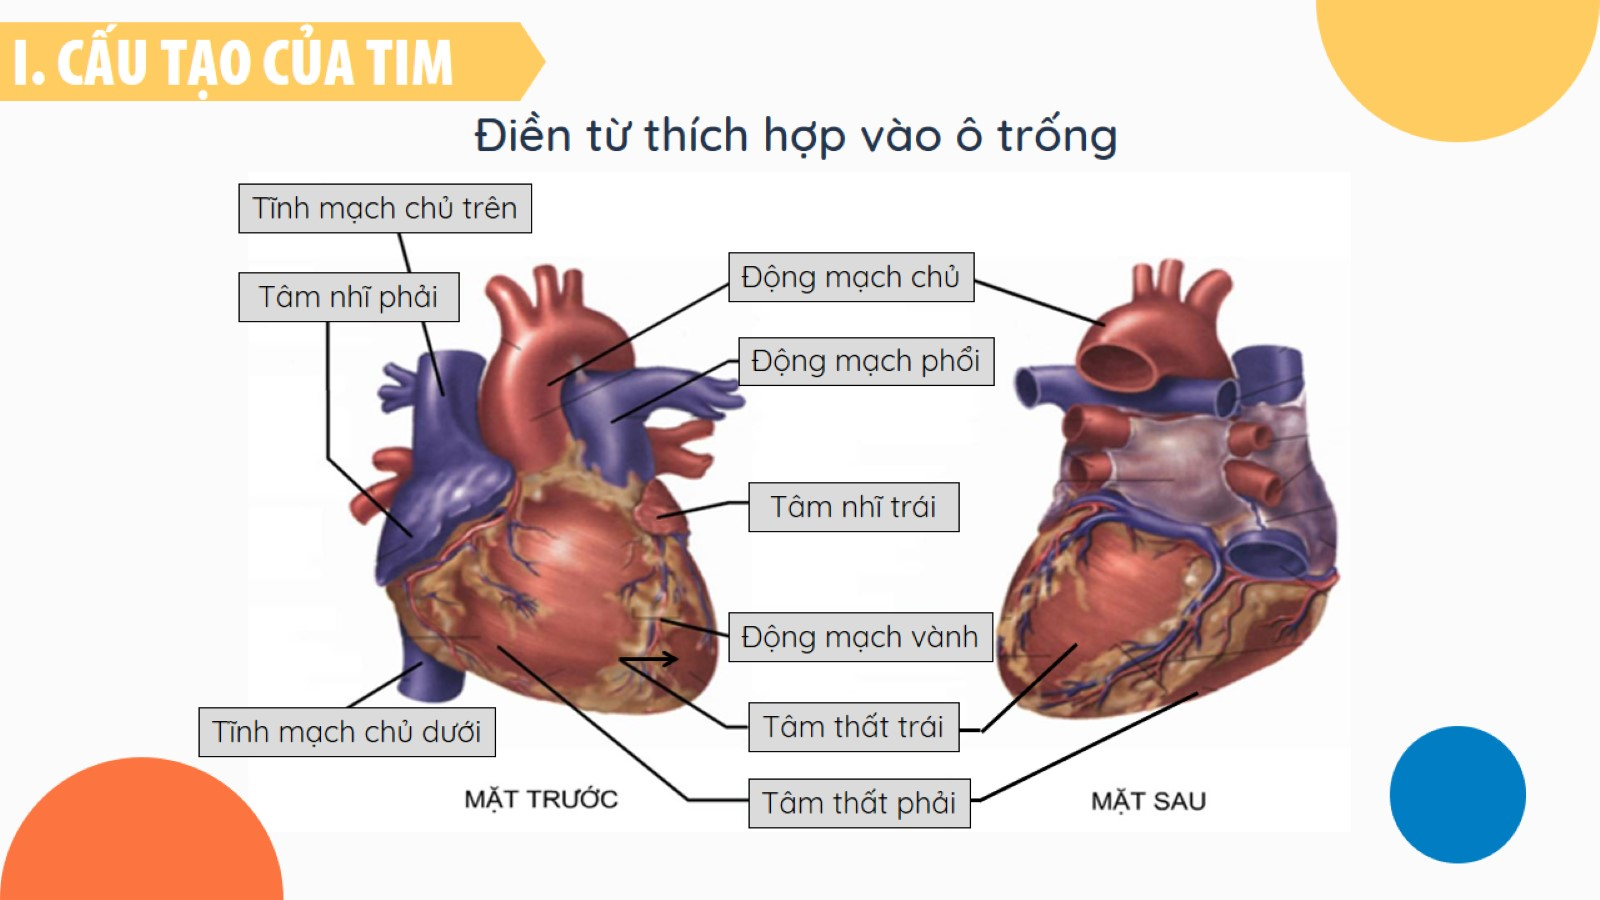 I. CẤU TẠO CỦA TIM
Điền từ thích hợp vào ô trống
Tĩnh mạch chủ trên
Tâm nhĩ phải
Động mạch chủ
Động mạch phổi
Tâm nhĩ trái
Động mạch vành
Tĩnh mạch chủ dưới
Tâm thất trái
Tâm thất phải
MẶT TRƯỚC
MẶT SAU